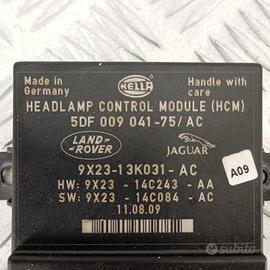 Made in
Germany
HELLA
Handle with
care
HEADLAMP CONTROL MODULE (HCM)
5DF 009 041-75/AC
LAND-
ROVER
JAGUAR
9X23-13K031-AC
A09
HW: 9X23 - 14C243 - AA
SW: 9X23 - 14C084 - AC
11.08.09
subito